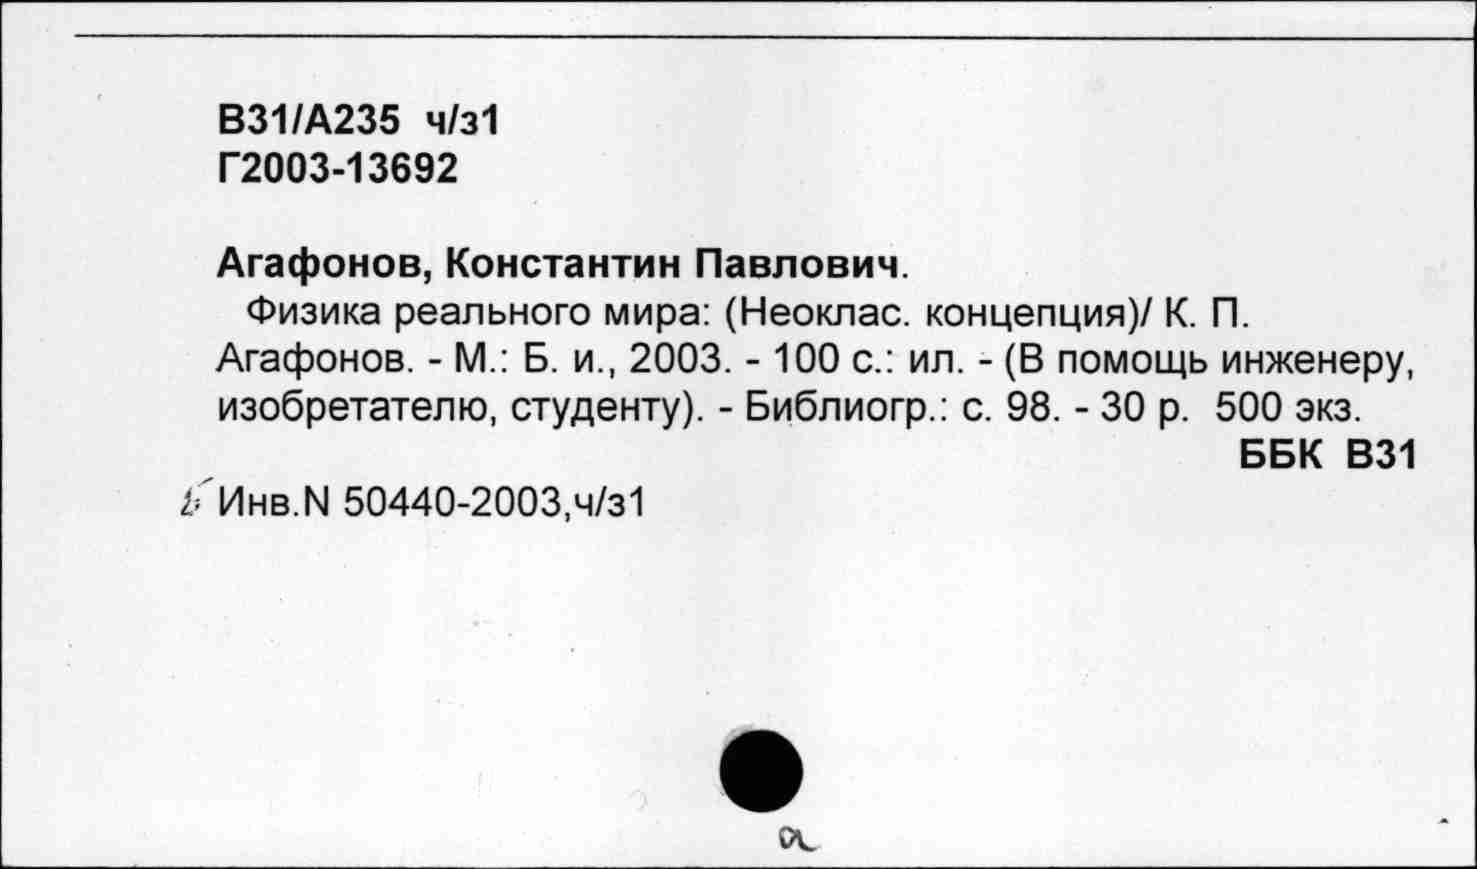 В31/А235 ч/з1
Г2003-13692
Агафонов, Константин Павлович.
Физика реального мира: (Неоклас. концепция)/ К. П.
Агафонов. - М.: Б. и., 2003. - 100 с.: ил. - (В помощь инженеру,
изобретателю, студенту). - Библиогр.: с. 98. - 30 р. 500 экз.
ББК В31
Инв.N 50440-2003,ч/з1